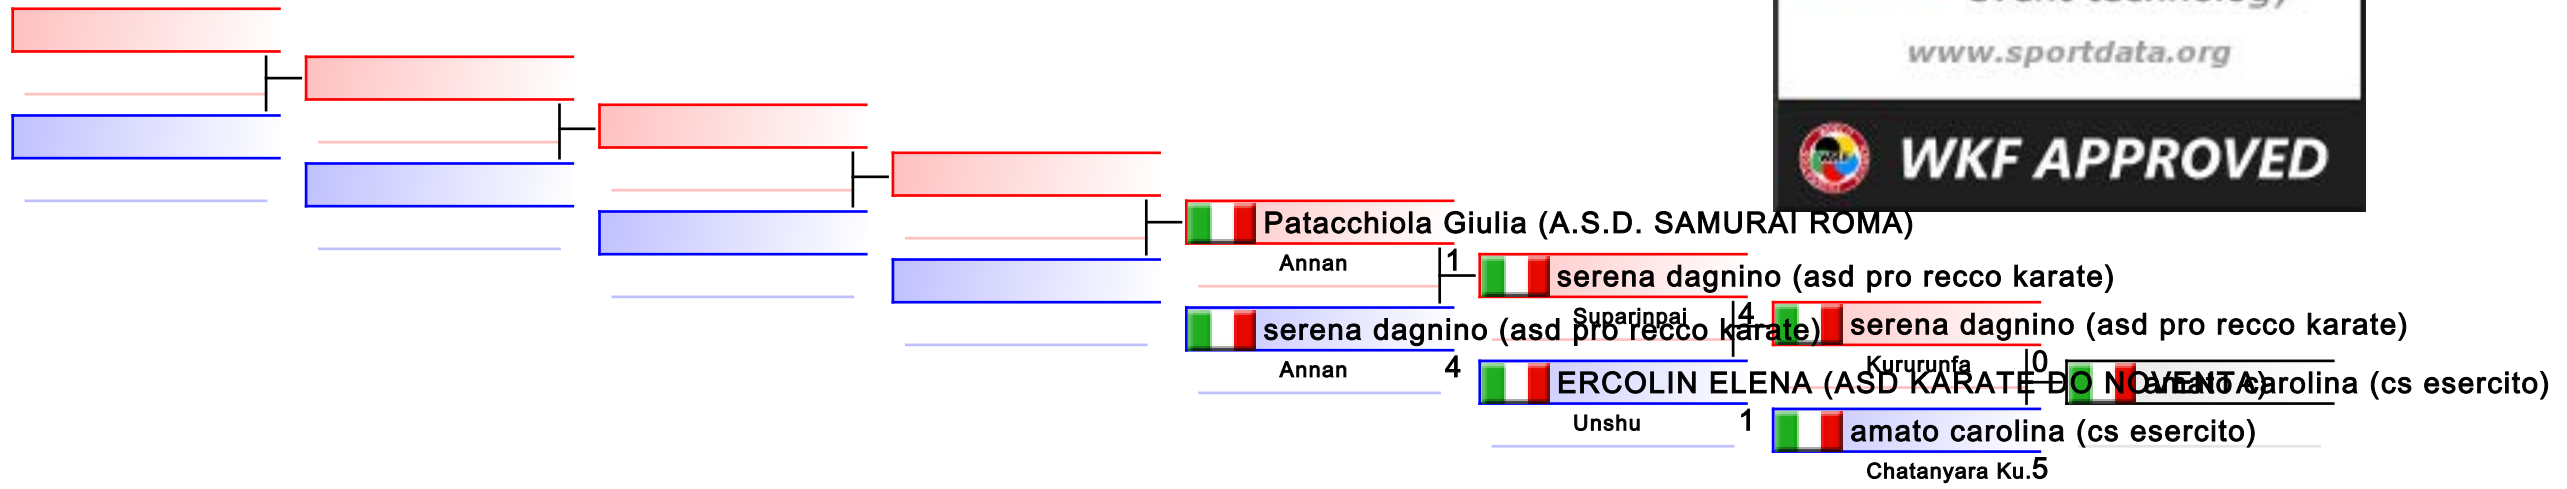 www.sportdata.org
WKF APPROVED
Patacchiola Giulia (A.S.D. SAMURAI ROMA)
Annan
1
serena dagnino (asd pro recco karate)
Suparinpai
4
serena dagnino (asd pro recco karate)
Annan
4
serena dagnino (asd pro recco karate)
Kururunfa
0
ERCOLIN ELENA (ASD KARATE DO NOVENTA)
Unshu
1
amato carolina (cs esercito)
amato carolina (cs esercito)
Chatanyara Ku.
5